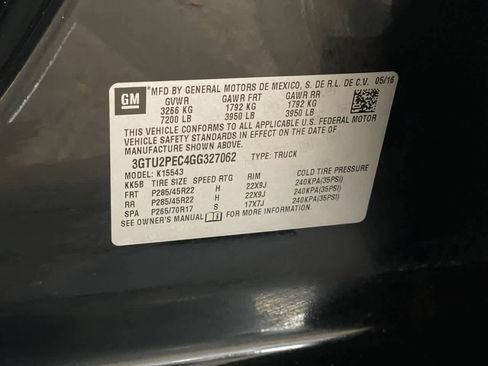 GM
*MFD BY GENERAL MOTORS DE MEXICO, S. DE R.L. DE C.V. 05/16
GVWR GAWR FRT GAWR RR
3266 KG 1792 KG 1792 KG
7200 LB 3950 LB 3950 LB
THIS VEHICLE CONFORMS TO ALL APPLICABLE U.S. FEDERAL MOTOR
VEHICLE SAFETY STANDARDS IN EFFECT ON THE DATE OF
MANUFACTURE SHOWN ABOVE.
3GTU2PEC4GG327062 TYPE: TRUCK
MODEL: K15543
KK5B TIRE SIZE SPEED RTG RIM COLD TIRE PRESSURE
FRT P285/45R22 H 22X9J 240KPA(35PSI)
RR P285/45R22 H 22X9J 240KPA(35PSI)
SPA P265/70R17 S 17X7J 240KPA(35PSI)
SEE OWNER'S MANUAL FOR MORE INFORMATION.